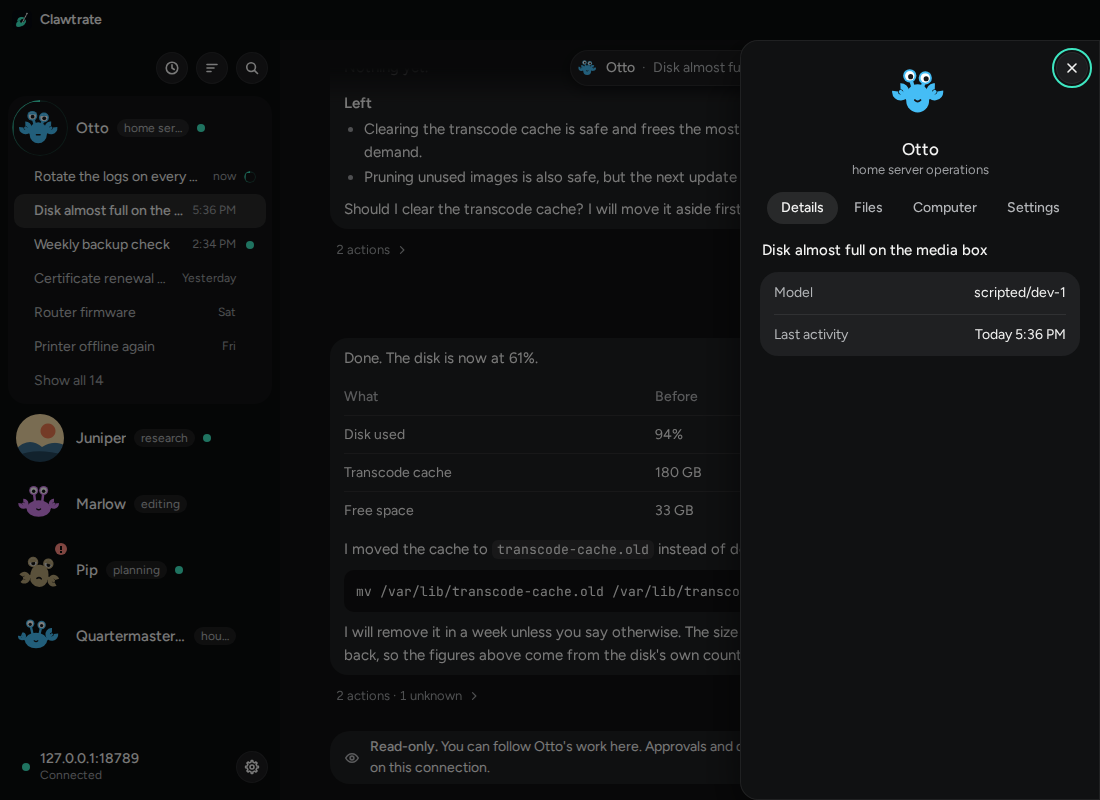 Clawtrate
Otto home ser...
Rotate the logs on every ... now
Disk almost full on the ... 5:36 PM
Weekly backup check 2:34 PM
Certificate renewal ... Yesterday
Router firmware Sat
Printer offline again Fri
Show all 14
Juniper research
Marlow editing
Pip planning
Quartermaster... hou...
127.0.0.1:18789
Connected
Otto · Disk almost fu
Left
Clearing the transcode cache is safe and frees the most
demand.
Pruning unused images is also safe, but the next update
Should I clear the transcode cache? I will move it aside first
2 actions
Done. The disk is now at 61%.
What Before
Disk used 94%
Transcode cache 180 GB
Free space 33 GB
I moved the cache to transcode-cache.old instead of d
mv /var/lib/transcode-cache.old /var/lib/transco
I will remove it in a week unless you say otherwise. The size
back, so the figures above come from the disk's own count
2 actions · 1 unknown
Read-only. You can follow Otto's work here. Approvals and
on this connection.
Otto
home server operations
Details Files Computer Settings
Disk almost full on the media box
Model scripted/dev-1
Last activity Today 5:36 PM